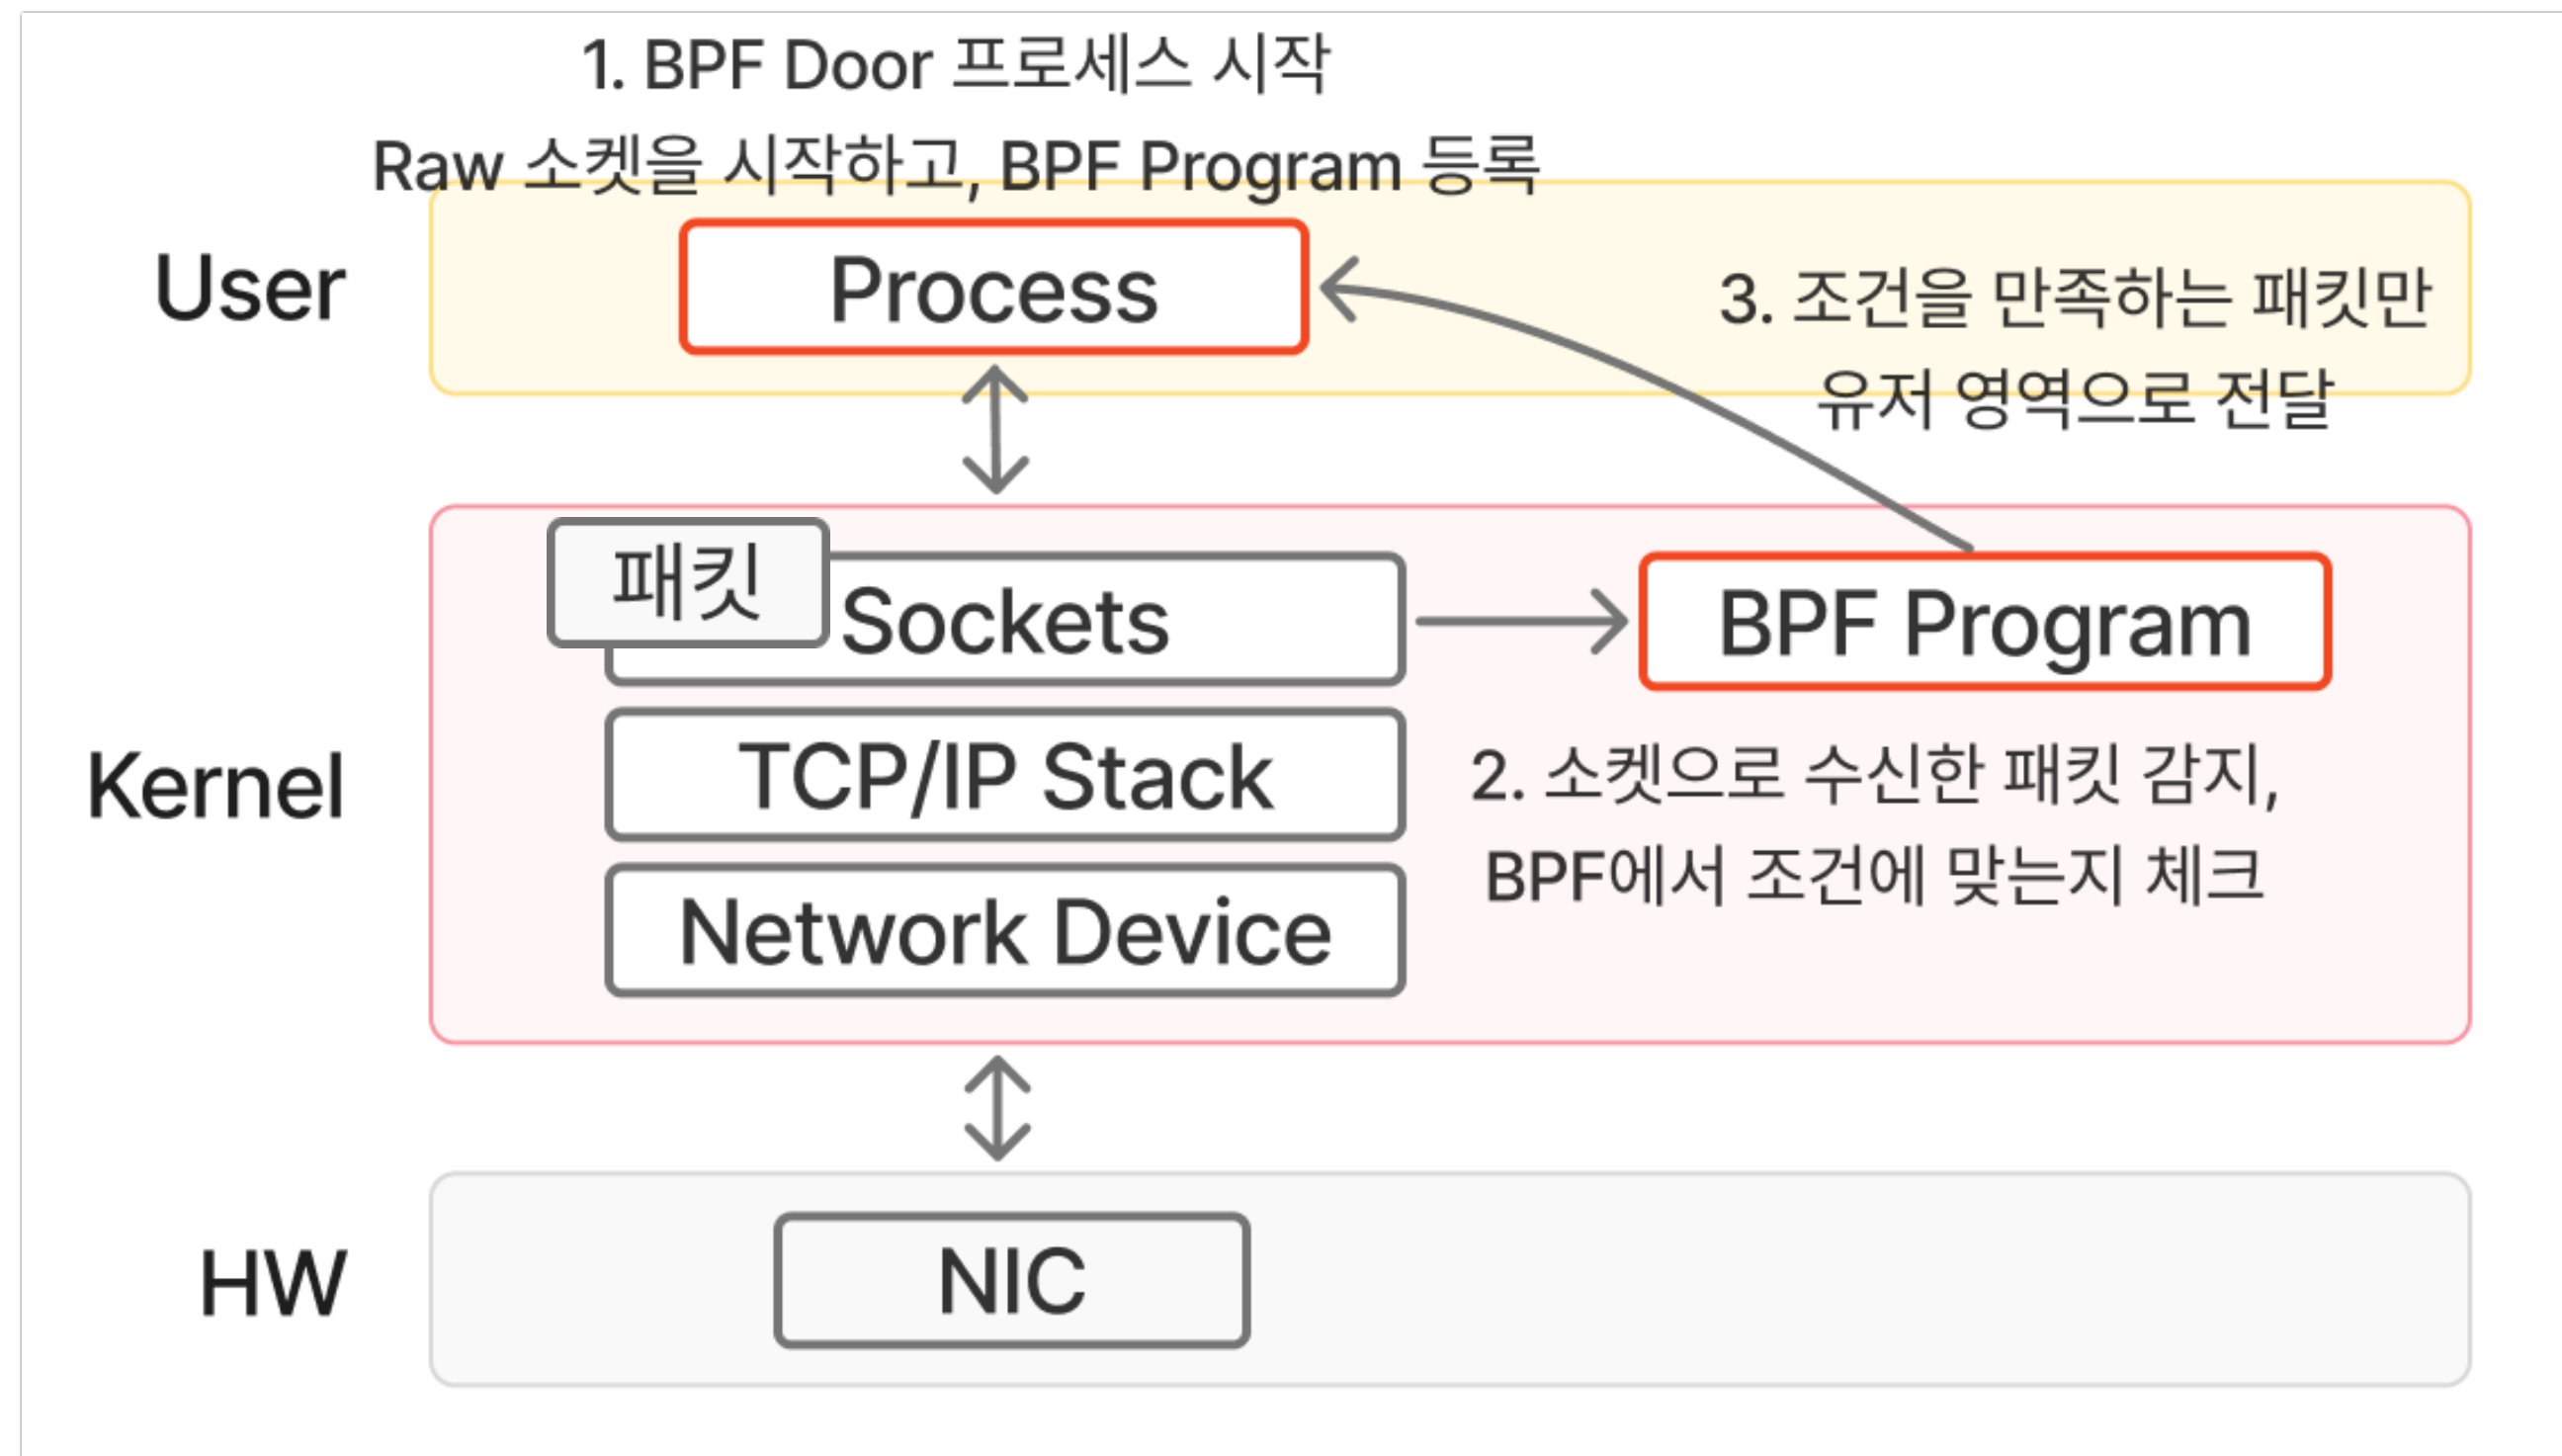 1. BPF Door 프로세스 시작
Raw 소켓을 시작하고, BPF Program 등록
User
Process
3. 조건을 만족하는 패킷만
유저 영역으로 전달
패킷
Sockets
BPF Program
Kernel
TCP/IP Stack
2. 소켓으로 수신한 패킷 감지,
BPF에서 조건에 맞는지 체크
Network Device
HW
NIC